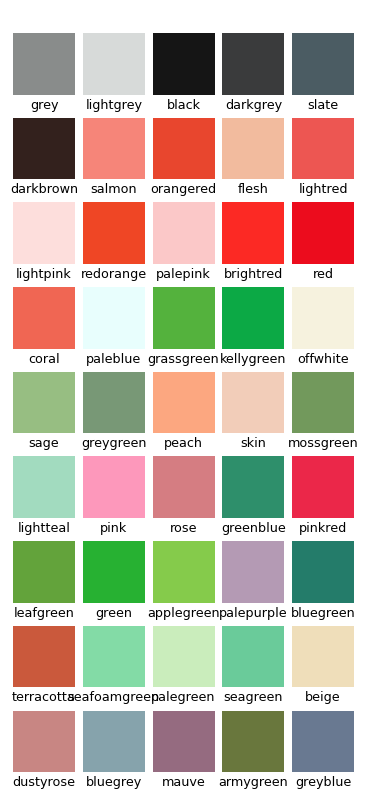 grey lightgrey black darkgrey slate
darkbrown salmon orangered flesh lightred
lightpink redorange palepink brightred red
coral paleblue grassgreen kellygreen offwhite
sage greygreen peach skin mossgreen
lightteal pink rose greenblue pinkred
leafgreen green applegreen palepurple bluegreen
terracotta seafoamgreen palegreen seagreen beige
dustyrose bluegrey mauve armygreen greyblue